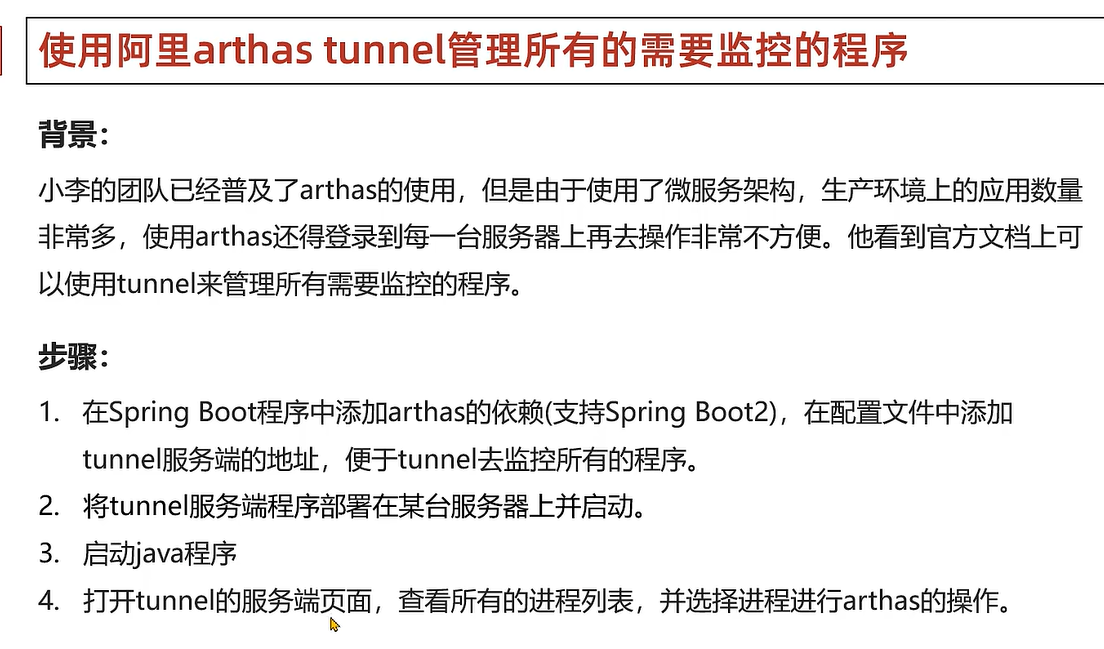 使用阿里arthas tunnel管理所有的需要监控的程序
背景：
小李的团队已经普及了arthas的使用，但是由于使用了微服务架构，生产环境上的应用数量
非常多，使用arthas还得登录到每一台服务器上再去操作非常不方便。他看到官方文档上可
以使用tunnel来管理所有需要监控的程序。
步骤：
1. 在Spring Boot程序中添加arthas的依赖(支持Spring Boot2)，在配置文件中添加
tunnel服务端的地址，便于tunnel去监控所有的程序。
2. 将tunnel服务端程序部署在某台服务器上并启动。
3. 启动java程序
4. 打开tunnel的服务端页面，查看所有的进程列表，并选择进程进行arthas的操作。